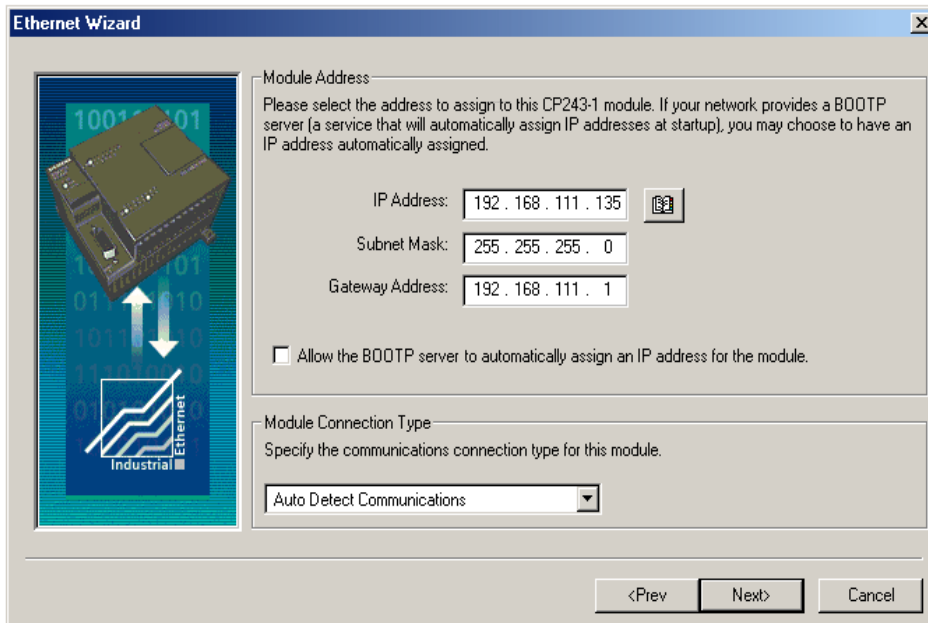 Ethernet Wizard
Module Address
Please select the address to assign to this CP243-1 module. If your network provides a BOOTP
server (a service that will automatically assign IP addresses at startup), you may choose to have an
IP address automatically assigned.
IP Address: 192 . 168 . 111 . 135
Subnet Mask: 255 . 255 . 255 . 0
Gateway Address: 192 . 168 . 111 . 1
Allow the BOOTP server to automatically assign an IP address for the module.
Module Connection Type
Specify the communications connection type for this module.
Auto Detect Communications
Industrial Ethernet
<Prev Next> Cancel